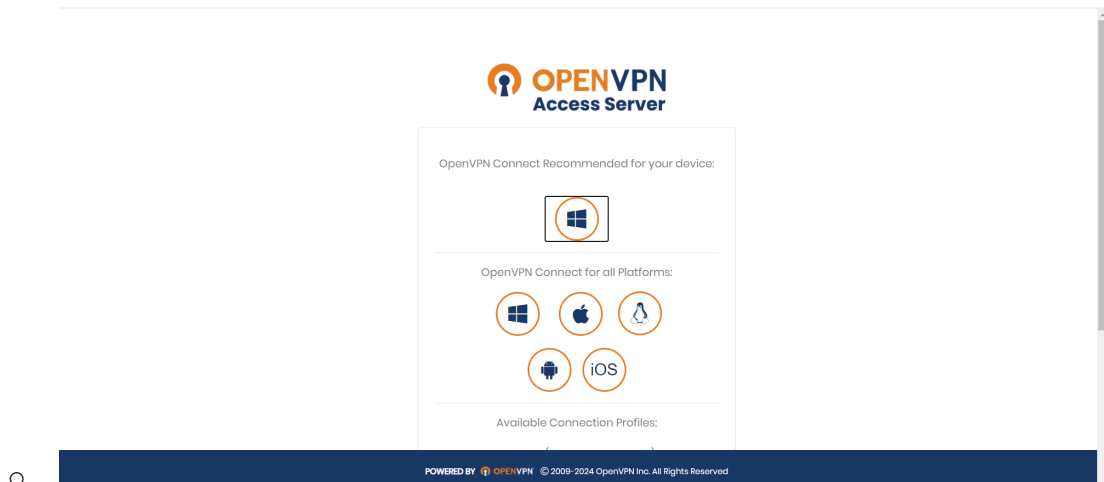 OPENVPN
Access Server
OpenVPN Connect Recommended for your device:
OpenVPN Connect for all Platforms:
iOS
Available Connection Profiles:
POWERED BY OPENVPN © 2009-2024 OpenVPN Inc. All Rights Reserved